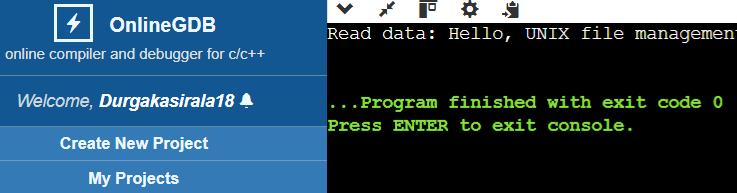 OnlineGDB
online compiler and debugger for c/c++
Welcome, Durgakasirala18
Create New Project
My Projects
Read data: Hello, UNIX file managemen
...Program finished with exit code 0
Press ENTER to exit console.